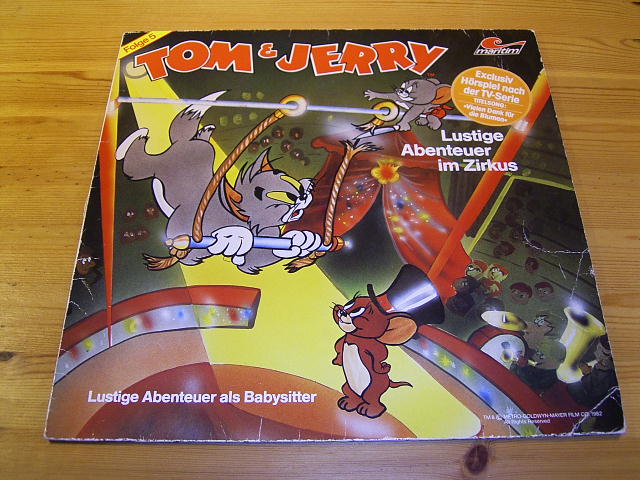 Folge 5
TOM & JERRY
TM
maritim
Exclusiv
Hörspiel nach
der TV-Serie
TITELSONG:
»Vielen Dank für
die Blumen«
Lustige
Abenteuer
im Zirkus
Lustige Abenteuer als Babysitter
TM & © METRO-GOLDWYN-MAYER FILM CO. 1982
All Rights Reserved